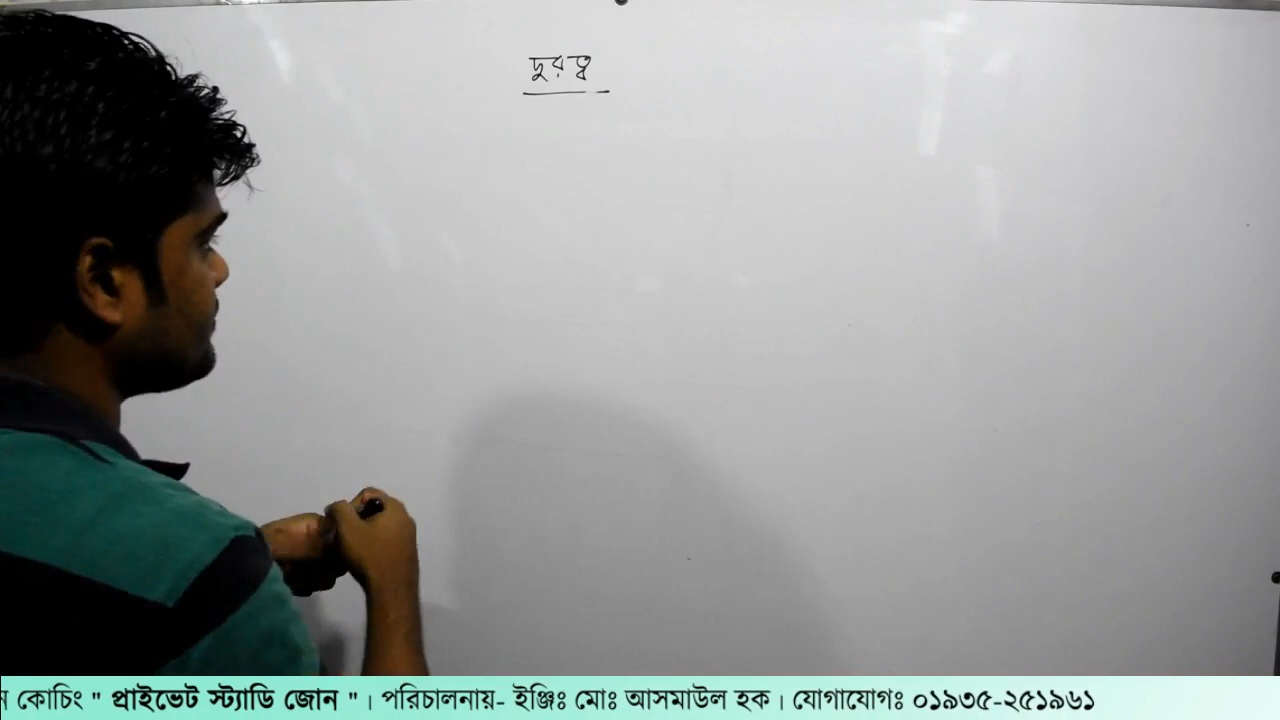 দুরত্ব
ন কোচিং " প্রাইভেট স্ট্যাডি জোন " । পরিচালনায়- ইঞ্জিঃ মোঃ আসমাউল হক । যোগাযোগঃ ০১৯৩৫-২৫১৯৬১